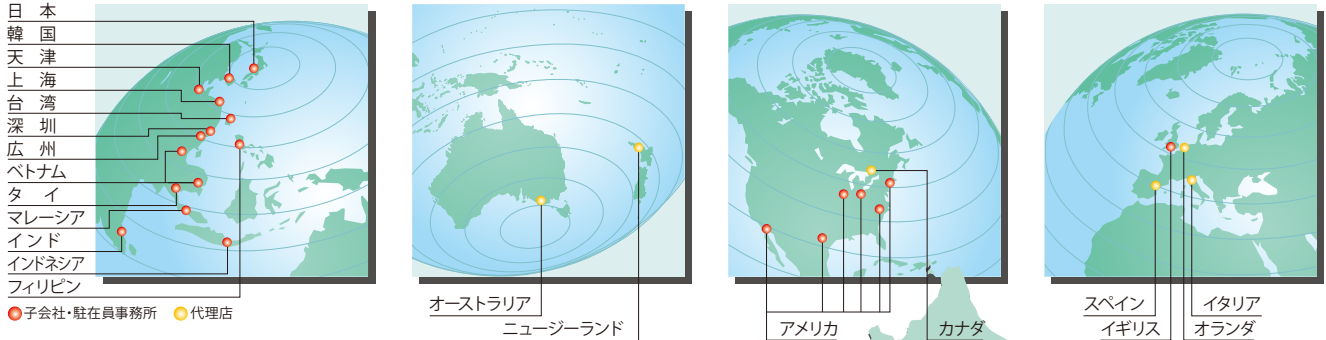 日本
韓国
天津
上海
台湾
深圳
広州
ベトナム
タイ
マレーシア
インド
インドネシア
フィリピン
子会社・駐在員事務所 代理店
オーストラリア
ニュージーランド
アメリカ
カナダ
スペイン
イタリア
イギリス
オランダ